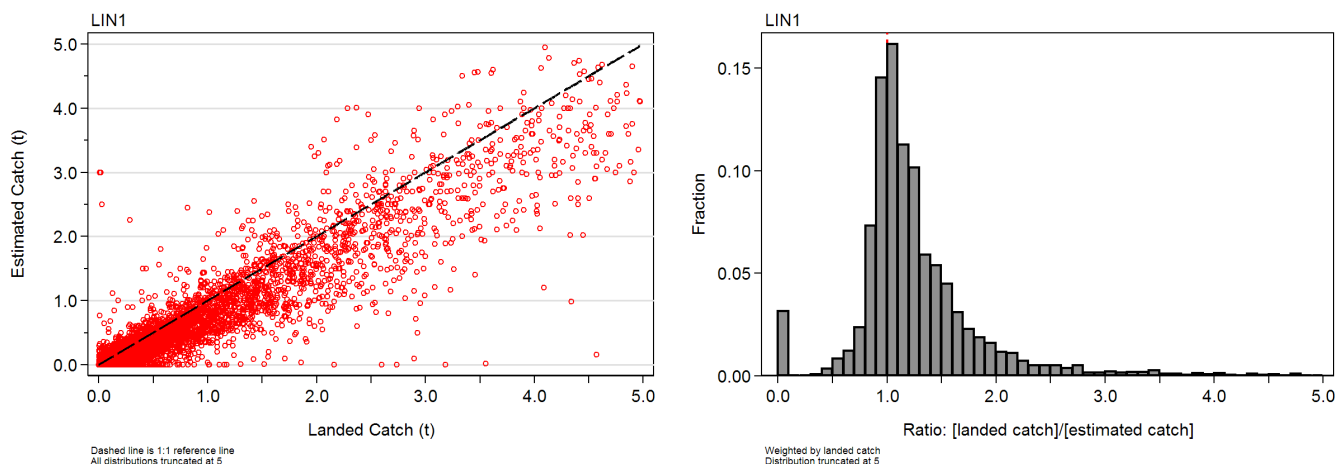 LIN1
5.0
4.0
3.0
2.0
1.0
0.0
Estimated Catch (t)
0.0 1.0 2.0 3.0 4.0 5.0
Landed Catch (t)
Dashed line is 1:1 reference line
All distributions truncated at 5
LIN1
0.15
0.10
0.05
0.00
Fraction
0.0 1.0 2.0 3.0 4.0 5.0
Ratio: [landed catch]/[estimated catch]
Weighted by landed catch
Distribution truncated at 5